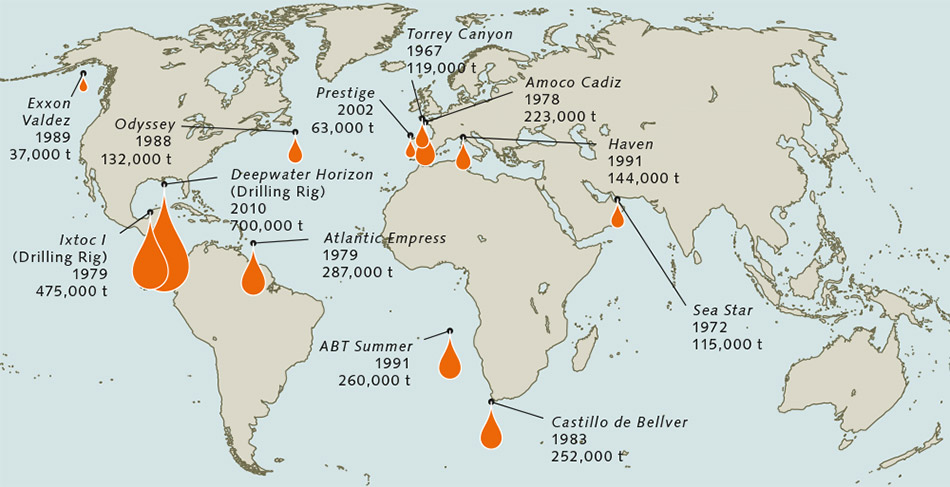 Torrey Canyon
1967
119,000 t
Amoco Cadiz
1978
223,000 t
Prestige
2002
63,000 t
Exxon
Valdez
1989
37,000 t
Odyssey
1988
132,000 t
Haven
1991
144,000 t
Deepwater Horizon
(Drilling Rig)
2010
700,000 t
Ixtoc I
(Drilling Rig)
1979
475,000 t
Atlantic Empress
1979
287,000 t
Sea Star
1972
115,000 t
ABT Summer
1991
260,000 t
Castillo de Bellver
1983
252,000 t